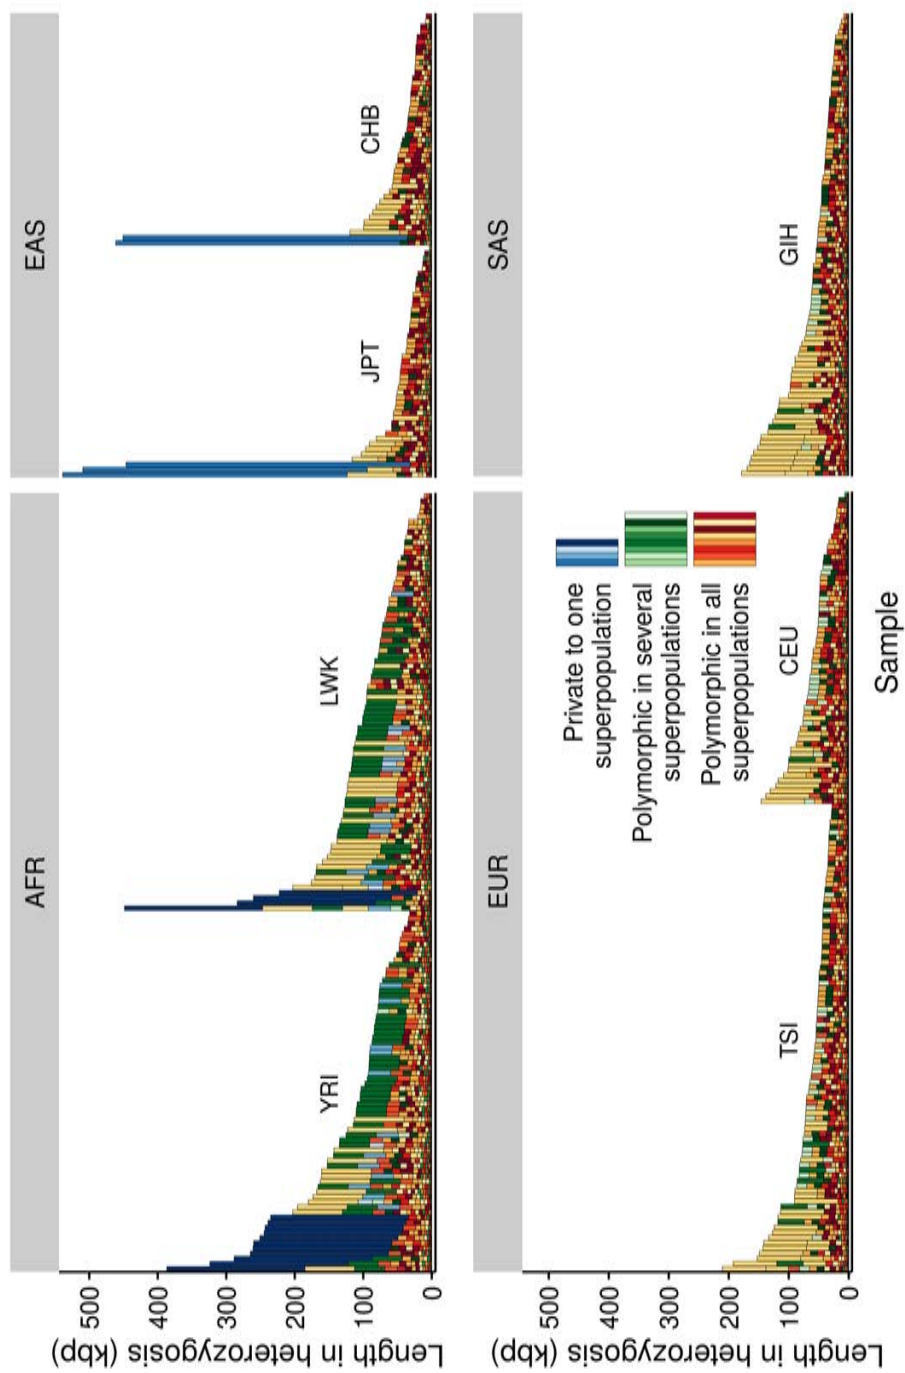 AFR
EAS
Length in heterozygosis (kbp)
500
400
300
200
100
0
YRI
LWK
JPT
CHB
EUR
SAS
Length in heterozygosis (kbp)
500
400
300
200
100
0
TSI
CEU
GIH
Private to one
superpopulation
Polymorphic in several
superpopulations
Polymorphic in all
superpopulations
Sample